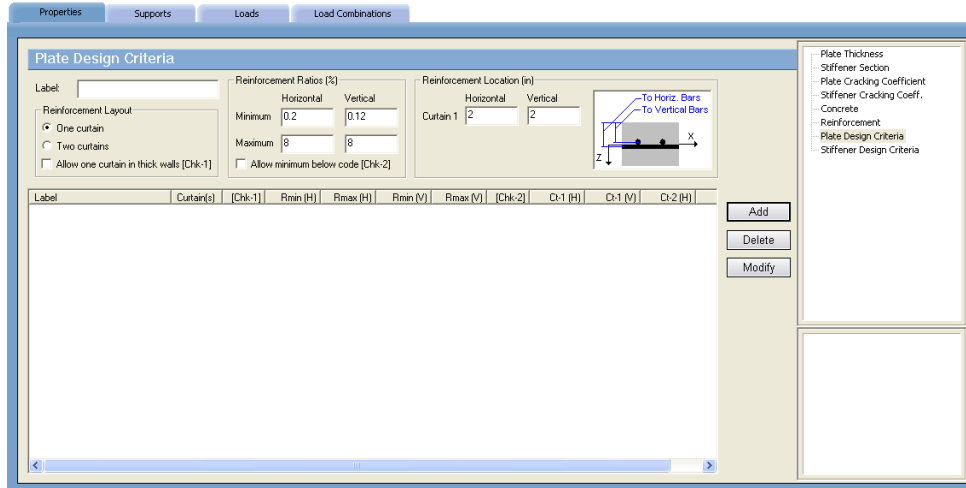 Properties Supports Loads Load Combinations
Plate Design Criteria
Label:
Reinforcement Layout
One curtain
Two curtains
Allow one curtain in thick walls [Chk-1]
Reinforcement Ratios (%)
Horizontal Vertical
Minimum 0.2 0.12
Maximum 8 8
Allow minimum below code [Chk-2]
Reinforcement Location (in)
Horizontal Vertical
Curtain 1 2 2
To Horiz. Bars
To Vertical Bars
X
Z
Label Curtain(s) [Chk-1] Rmin (H) Rmax (H) Rmin (V) Rmax (V) [Chk-2] Ct-1 (H) Ct-1 (V) Ct-2 (H)
Add
Delete
Modify
Plate Thickness
Stiffener Section
Plate Cracking Coefficient
Stiffener Cracking Coeff.
Concrete
Reinforcement
Plate Design Criteria
Stiffener Design Criteria